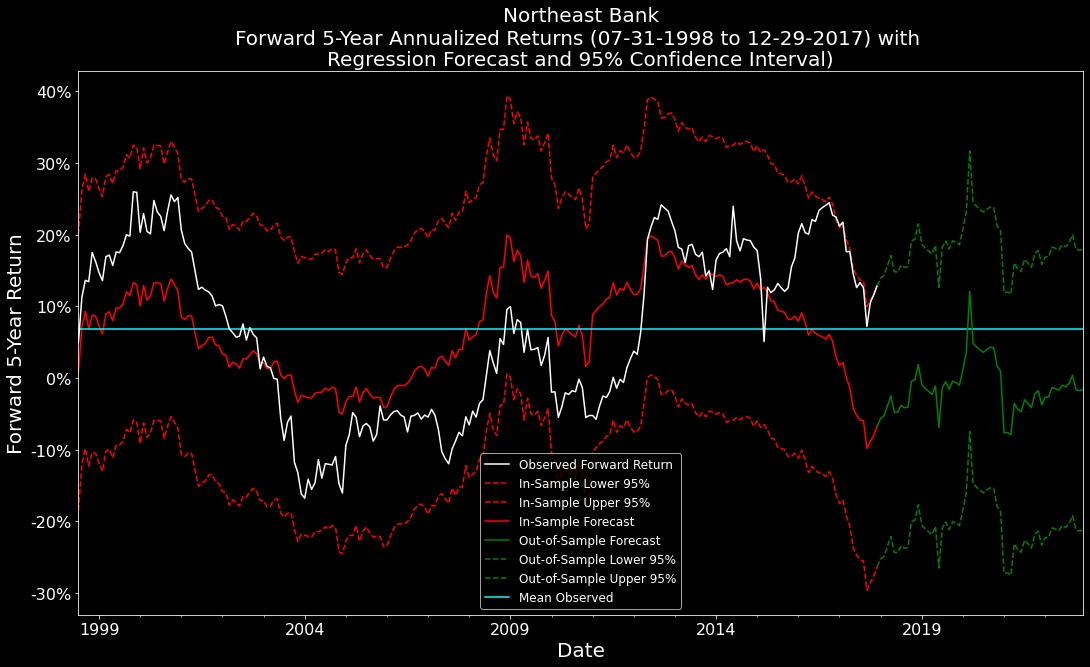 Northeast Bank
Forward 5-Year Annualized Returns (07-31-1998 to 12-29-2017) with
Regression Forecast and 95% Confidence Interval)
40%
30%
20%
10%
0%
-10%
-20%
-30%
Forward 5-Year Return
Observed Forward Return
In-Sample Lower 95%
In-Sample Upper 95%
In-Sample Forecast
Out-of-Sample Forecast
Out-of-Sample Lower 95%
Out-of-Sample Upper 95%
Mean Observed
1999
2004
2009
2014
2019
Date